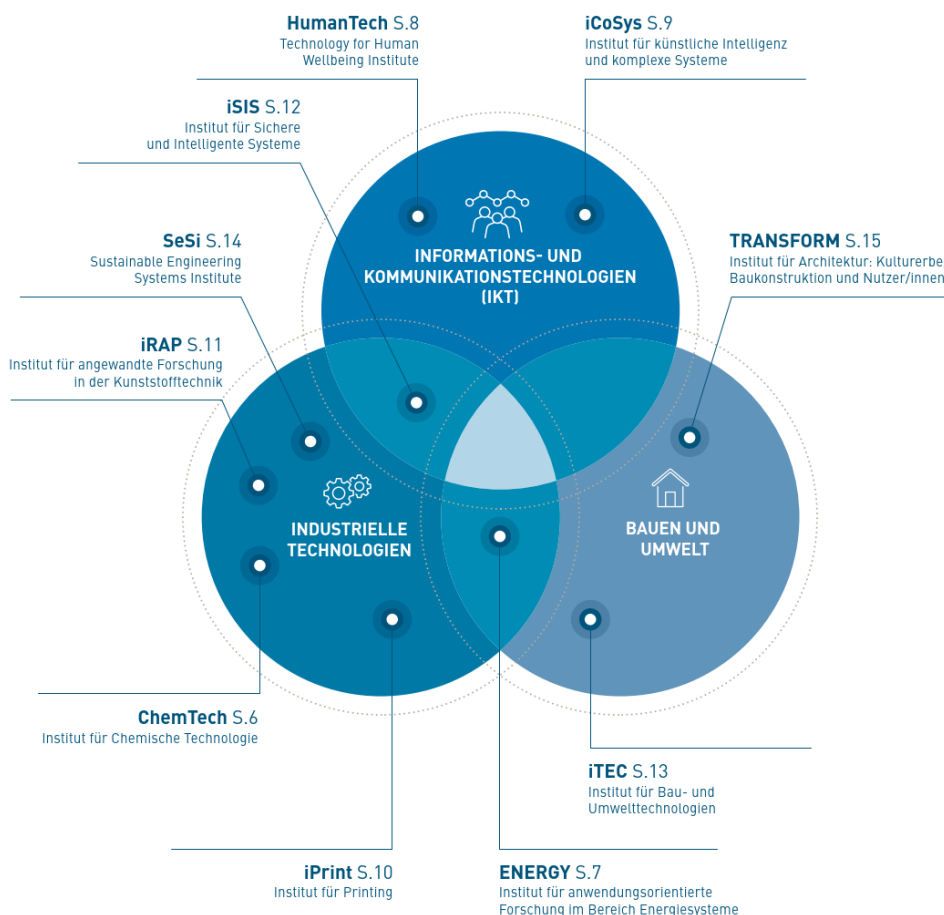 HumanTech S.8
Technology for Human
Wellbeing Institute
iCoSys S.9
Institut für künstliche Intelligenz
und komplexe Systeme
iSIS S.12
Institut für Sichere
und Intelligente Systeme
SeSi S.14
Sustainable Engineering
Systems Institute
TRANSFORM S.15
Institut für Architektur: Kulturerbe
Baukonstruktion und Nutzer/innen
INFORMATIONS- UND
KOMMUNIKATIONSTECHNOLOGIEN
(IKT)
iRAP S.11
Institut für angewandte Forschung
in der Kunststofftechnik
INDUSTRIELLE
TECHNOLOGIEN
BAUEN UND
UMWELT
ChemTech S.6
Institut für Chemische Technologie
iTEC S.13
Institut für Bau- und
Umwelttechnologien
iPrint S.10
Institut für Printing
ENERGY S.7
Institut für anwendungsorientierte
Forschung im Bereich Energiesysteme